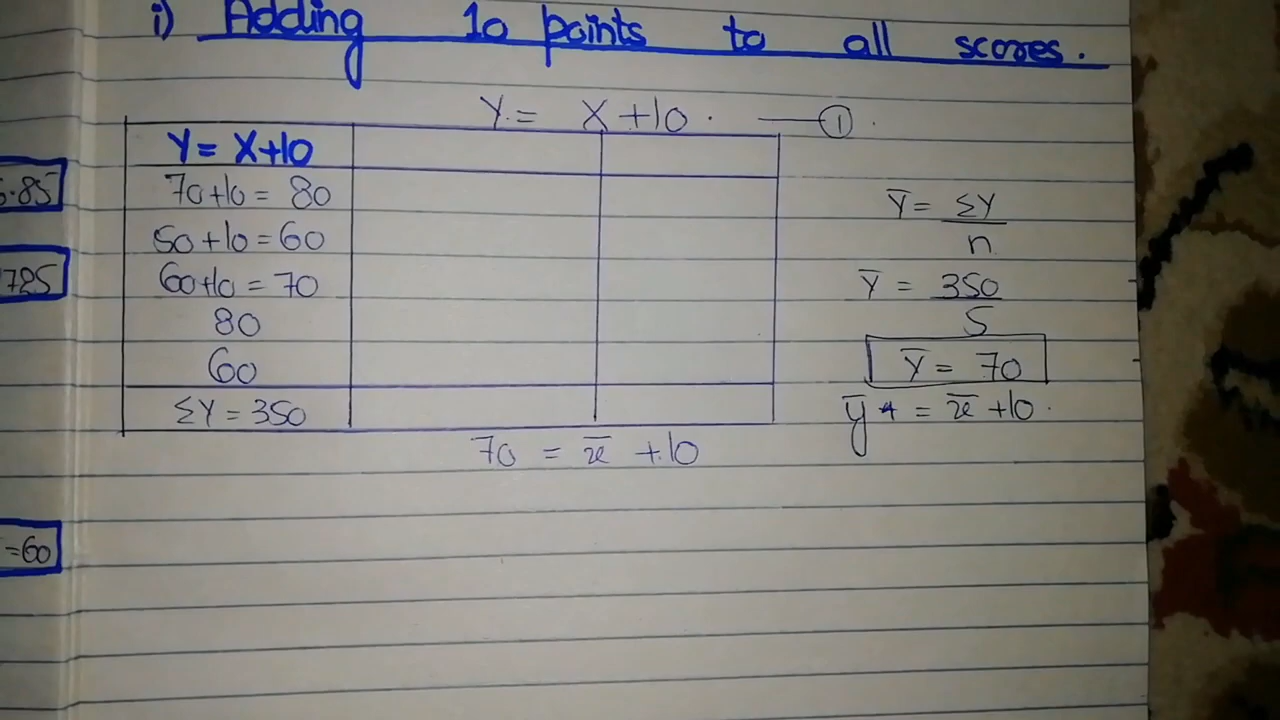 i) Adding 10 points to all scores.
Y = X+10. ①.
Y = X+10
70+10 = 80
50+10=60
60+10 = 70
80
60
ΣY = 350
Ȳ = ΣY
n
Ȳ = 350
5
Ȳ = 70
ȳ = x̄ +10.
70 = x̄ +10
.85
785
=60